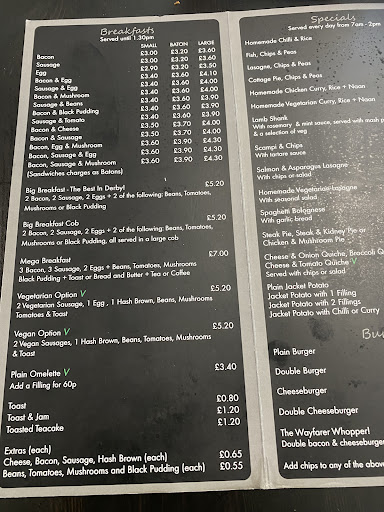 Breakfasts
Served until 1.30pm
SMALL BATON LARGE
Bacon £3.00 £3.20 £3.60
Sausage £3.00 £3.20 £3.60
Egg £2.90 £3.20 £3.50
Bacon & Egg £3.40 £3.60 £4.10
Sausage & Egg £3.40 £3.60 £4.00
Bacon & Mushroom £3.40 £3.60 £4.00
Sausage & Beans £3.40 £3.60 £3.90
Bacon & Black Pudding £3.40 £3.60 £4.00
Sausage & Tomato £3.40 £3.60 £3.90
Bacon & Cheese £3.50 £3.70 £4.00
Bacon & Sausage £3.50 £3.70 £4.00
Bacon, Egg & Mushroom £3.60 £3.90 £4.30
Bacon, Sausage & Egg £3.60 £3.90 £4.30
Bacon, Sausage & Mushroom £3.60 £3.90 £4.30
(Sandwiches charges as Batons)
Big Breakfast - The Best In Derby! £5.20
2 Bacon, 2 Sausage, 2 Eggs + 2 of the following: Beans, Tomatoes,
Mushrooms or Black Pudding
Big Breakfast Cob £5.20
2 Bacon, 2 Sausage, 2 Eggs + 2 of the following: Beans, Tomatoes,
Mushrooms or Black Pudding, all served in a large cob
Mega Breakfast £7.00
3 Bacon, 3 Sausage, 2 Eggs + Beans, Tomatoes, Mushrooms
Black Pudding + Toast or Bread and Butter + Tea or Coffee
Vegetarian Option V £5.20
2 Vegetarian Sausage, 1 Egg , 1 Hash Brown, Beans, Mushrooms
Tomatoes & Toast
Vegan Option V £5.20
2 Vegan Sausages, 1 Hash Brown, Beans, Tomatoes, Mushrooms
& Toast
Plain Omelette V £3.40
Add a Filling for 60p
Toast £0.80
Toast & Jam £1.20
Toasted Teacake £1.20
Extras (each)
Cheese, Bacon, Sausage, Hash Brown (each) £0.65
Beans, Tomatoes, Mushrooms and Black Pudding (each) £0.55
Specials
Served every day from 7am - 2pm
Homemade Chilli & Rice
Fish, Chips & Peas
Lasagne, Chips & Peas
Cottage Pie, Chips & Peas
Homemade Chicken Curry, Rice + Naan
Homemade Vegetarian Curry, Rice + Naan
Lamb Shank
With rosemary & mint sauce, served with mash p
& a selection of veg
Scampi & Chips
With tartare sauce
Salmon & Asparagus Lasagne
With chips or salad
Homemade Vegetarian Lasagne
With seasonal salad
Spaghetti Bolognese
With garlic bread
Steak Pie, Steak & Kidney Pie or
Chicken & Muhhroom Pie
Cheese & Onion Quiche, Broccoli Q
Cheese & Tomato Quiche V
Served with chips or salad
Plain Jacket Potato
Jacket Potato with 1 Filling
Jacket Potato with 2 Fillings
Jacket Potato with Chilli or Curry
Bu
Plain Burger
Double Burger
Cheeseburger
Double Cheeseburger
The Wayfarer Whopper!
Double bacon & cheeseburger
Add chips to any of the above